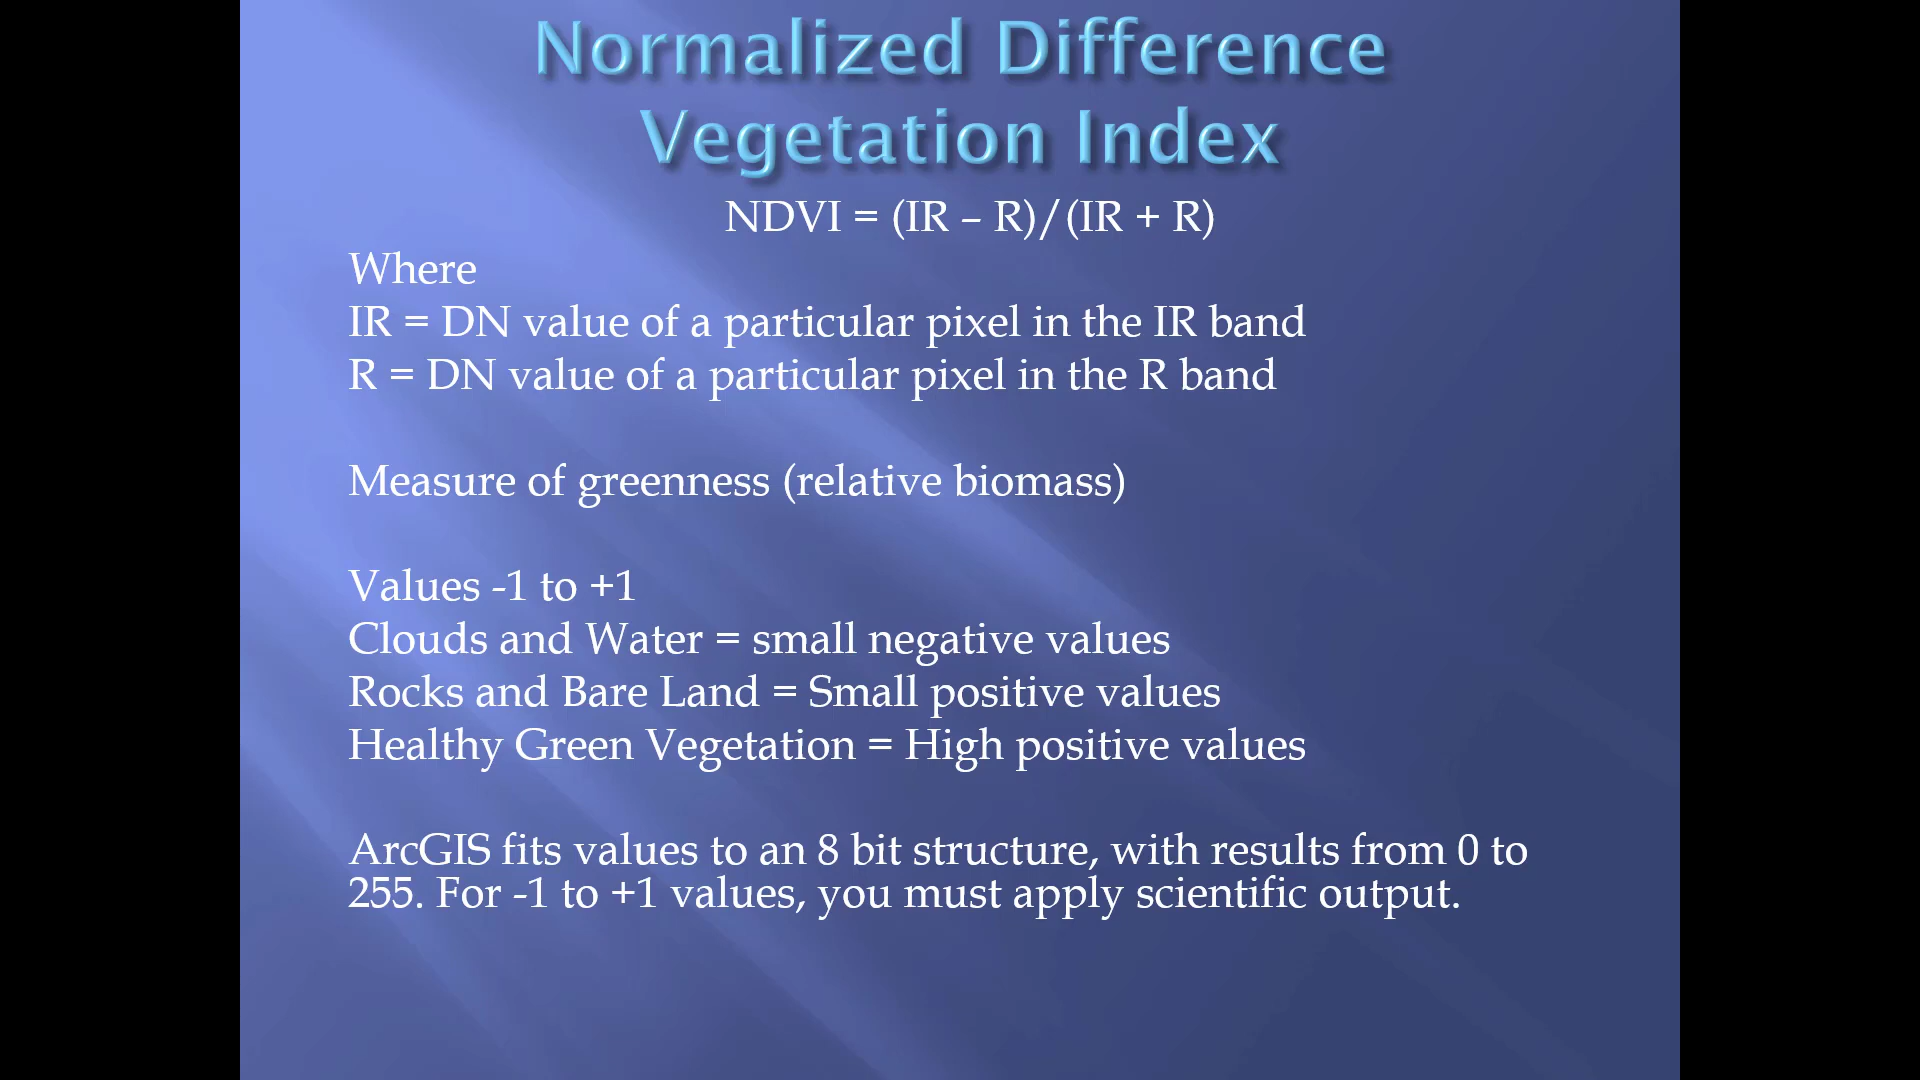 Normalized Difference
Vegetation Index
NDVI = (IR – R)/(IR + R)
Where
IR = DN value of a particular pixel in the IR band
R = DN value of a particular pixel in the R band
Measure of greenness (relative biomass)
Values -1 to +1
Clouds and Water = small negative values
Rocks and Bare Land = Small positive values
Healthy Green Vegetation = High positive values
ArcGIS fits values to an 8 bit structure, with results from 0 to
255. For -1 to +1 values, you must apply scientific output.